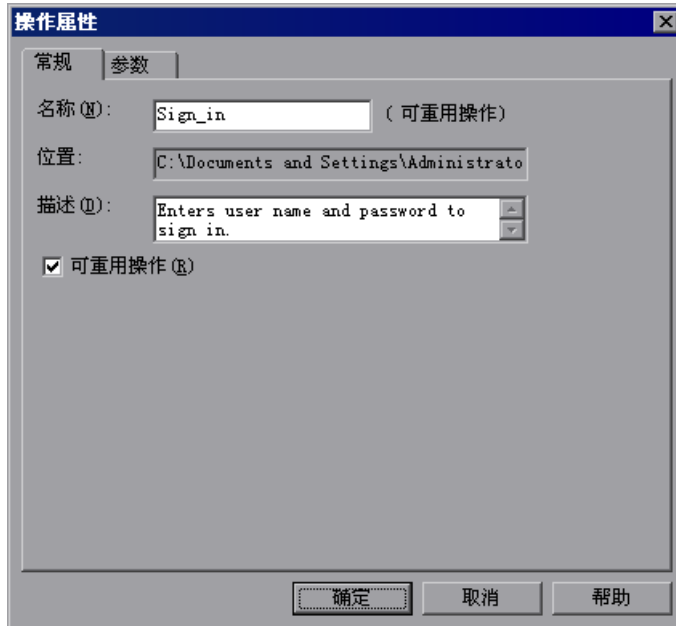 操作属性
常规 参数
名称(N): Sign_in (可重用操作)
位置: C:\Documents and Settings\Administrato
描述(D): Enters user name and password to
sign in.
可重用操作(R)
确定 取消 帮助